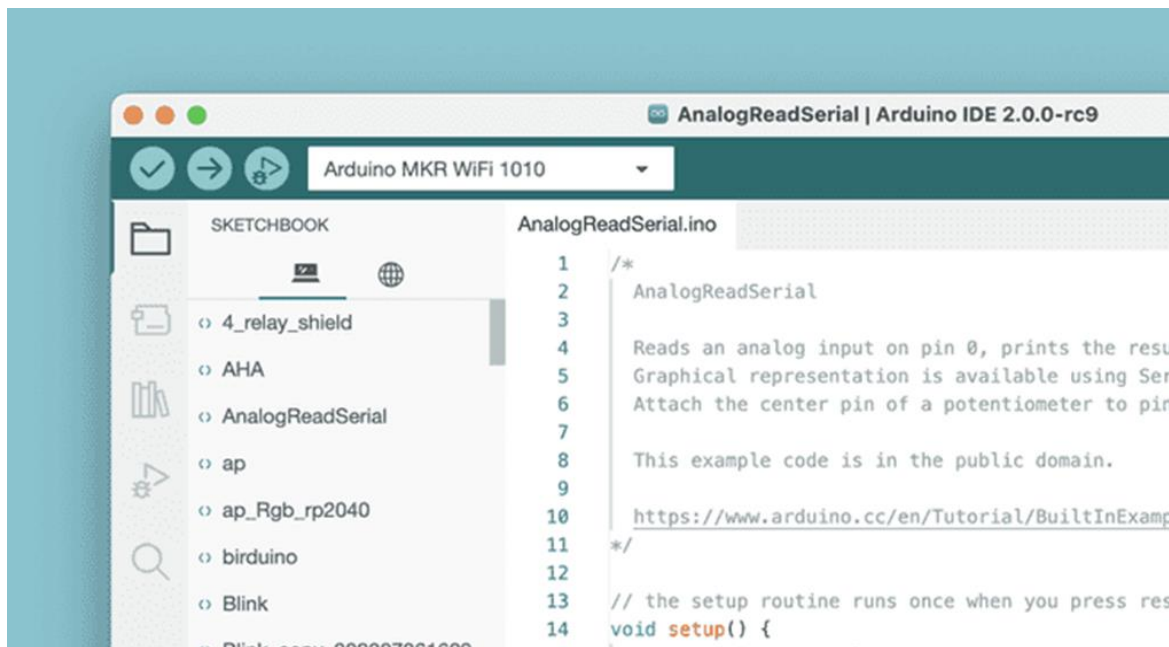 AnalogReadSerial | Arduino IDE 2.0.0-rc9
Arduino MKR WiFi 1010
SKETCHBOOK
4_relay_shield
AHA
AnalogReadSerial
ap
ap_Rgb_rp2040
birduino
Blink
AnalogReadSerial.ino
1 /*
2 AnalogReadSerial
3
4 Reads an analog input on pin 0, prints the
5 Graphical representation is available using
6 Attach the center pin of a potentiometer to
7
8 This example code is in the public domain.
9
10 https://www.arduino.cc/en/Tutorial/BuiltInExamp
11 */
12
13 // the setup routine runs once when you press
14 void setup() {